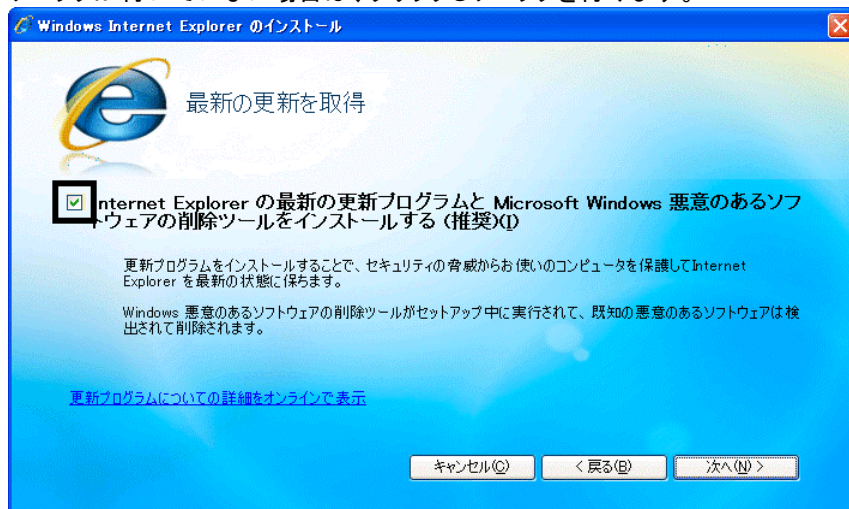 Windows Internet Explorer のインストール
最新の更新を取得
nternet Explorer の最新の更新プログラムと Microsoft Windows 悪意のあるソフ
トウェアの削除ツールをインストールする (推奨)(I)
更新プログラムをインストールすることで、セキュリティの脅威からお使いのコンピュータを保護してInternet
Explorer を最新の状態に保ちます。
Windows 悪意のあるソフトウェアの削除ツールがセットアップ中に実行されて、既知の悪意のあるソフトウェアは検
出されて削除されます。
更新プログラムについての詳細をオンラインで表示
キャンセル(C) < 戻る(B) 次へ(N) >